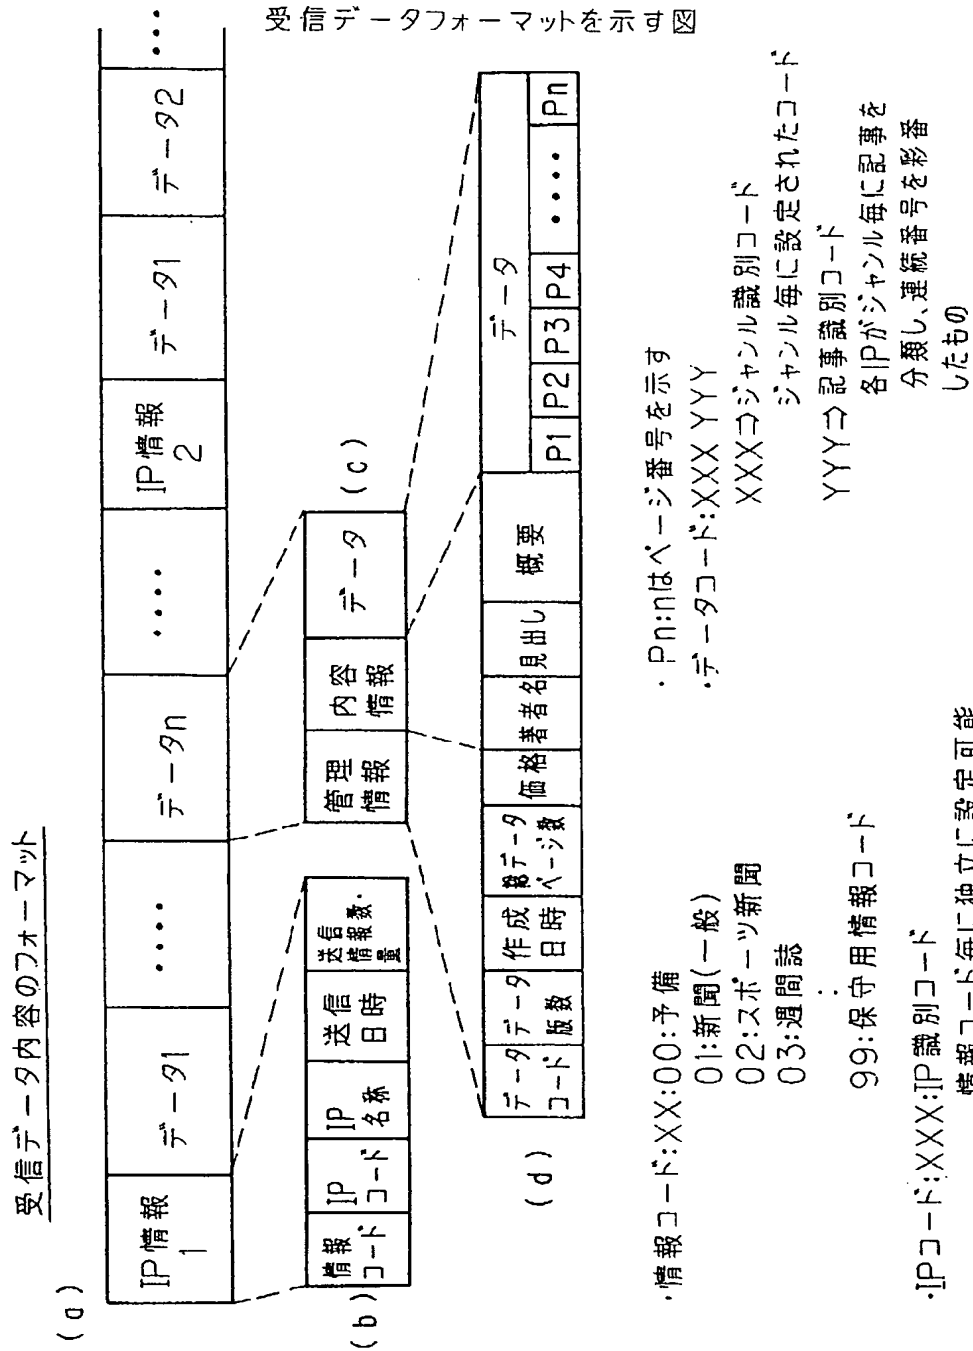 受信データフォーマットを示す図
受信データ内容のフォーマット
(a)
IP情報
1
データ1
••••
データn
••••
IP情報
2
データ1
データ2
•••
(b)
情報
コード
IP
コード
IP
名称
送信
日時
送信
情報数・
量
(c)
管理
情報
内容
情報
データ
(d)
データ
コード
データ
版数
作成
日時
総データ
ページ数
価格
著者名
見出し
概要
データ
P1
P2
P3
P4
••••
Pn
・情報コード:XX:00:予備
01:新聞(一般)
02:スポーツ新聞
03:週間誌
:
99:保守用情報コード
・IPコード:XXX:IP識別コード
情報コード毎に独立に設定可能
・Pn:nはページ番号を示す
・データコード:XXX YYY
XXX⇒ジャンル識別コード
ジャンル毎に設定されたコード
YYY⇒記事識別コード
各IPがジャンル毎に記事を
分類し、連続番号を彩番
したもの